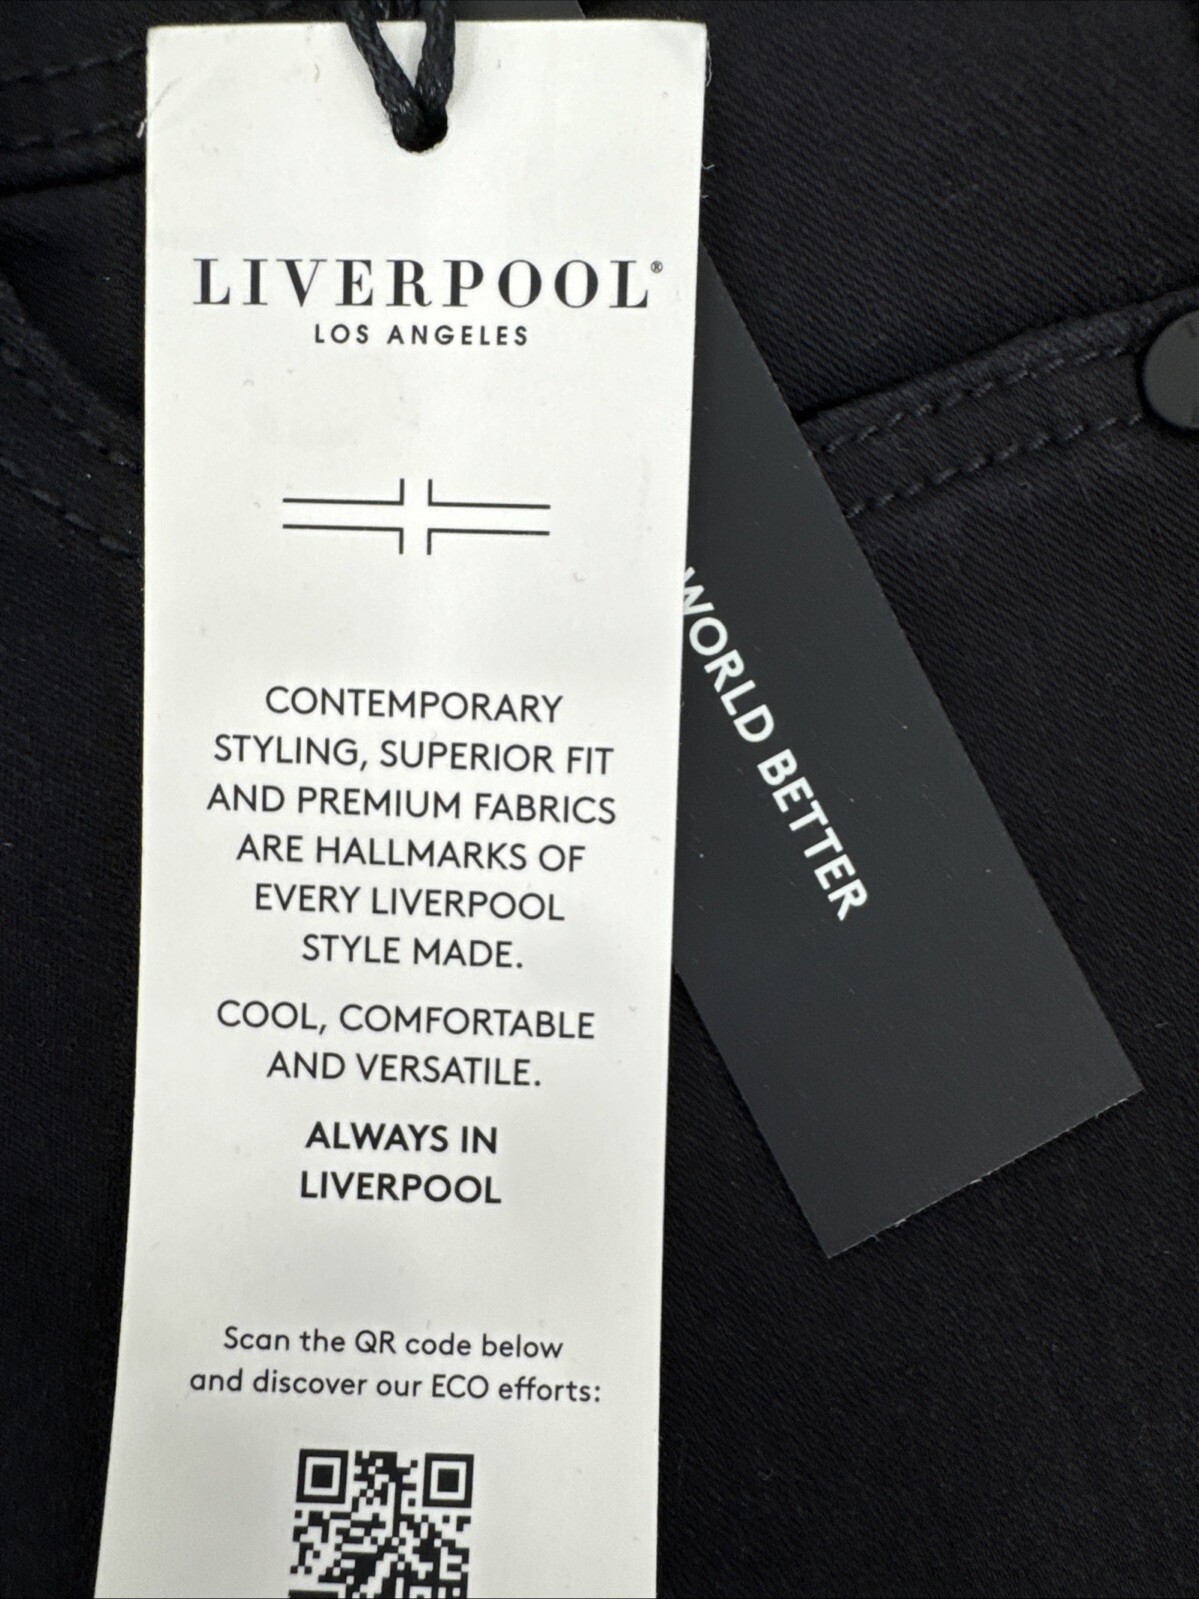 LIVERPOOL®
LOS ANGELES
CONTEMPORARY
STYLING, SUPERIOR FIT
AND PREMIUM FABRICS
ARE HALLMARKS OF
EVERY LIVERPOOL
STYLE MADE.
COOL, COMFORTABLE
AND VERSATILE.
ALWAYS IN
LIVERPOOL
Scan the QR code below
and discover our ECO efforts:
WORLD BETTER